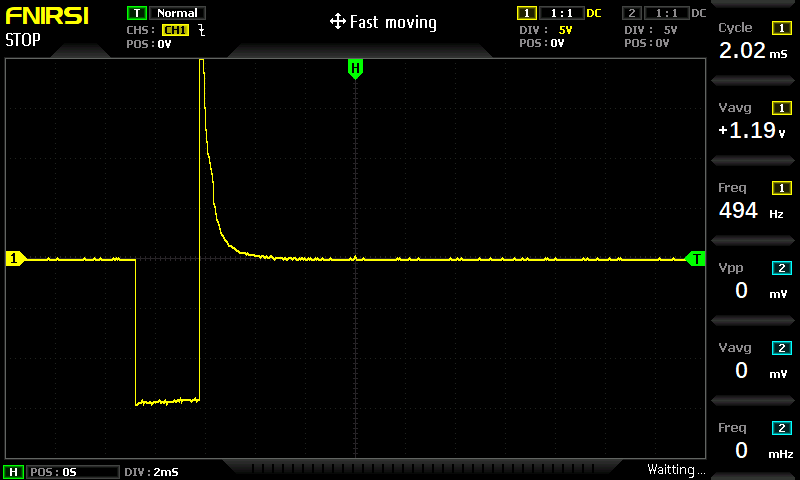 FNIRSI
STOP
T Normal
CHS: CH1
POS: 0V
Fast moving
1 1:1 DC
DIV: 5V
POS: 0V
2 1:1 DC
DIV: 5V
POS: 0V
H
1
T
Cycle 1
2.02 mS
Vavg 1
+1.19 V
Freq 1
494 Hz
Vpp 2
0 mV
Vavg 2
0 mV
Freq 2
0 mHz
H POS: 0S DIV: 2mS
Waitting...